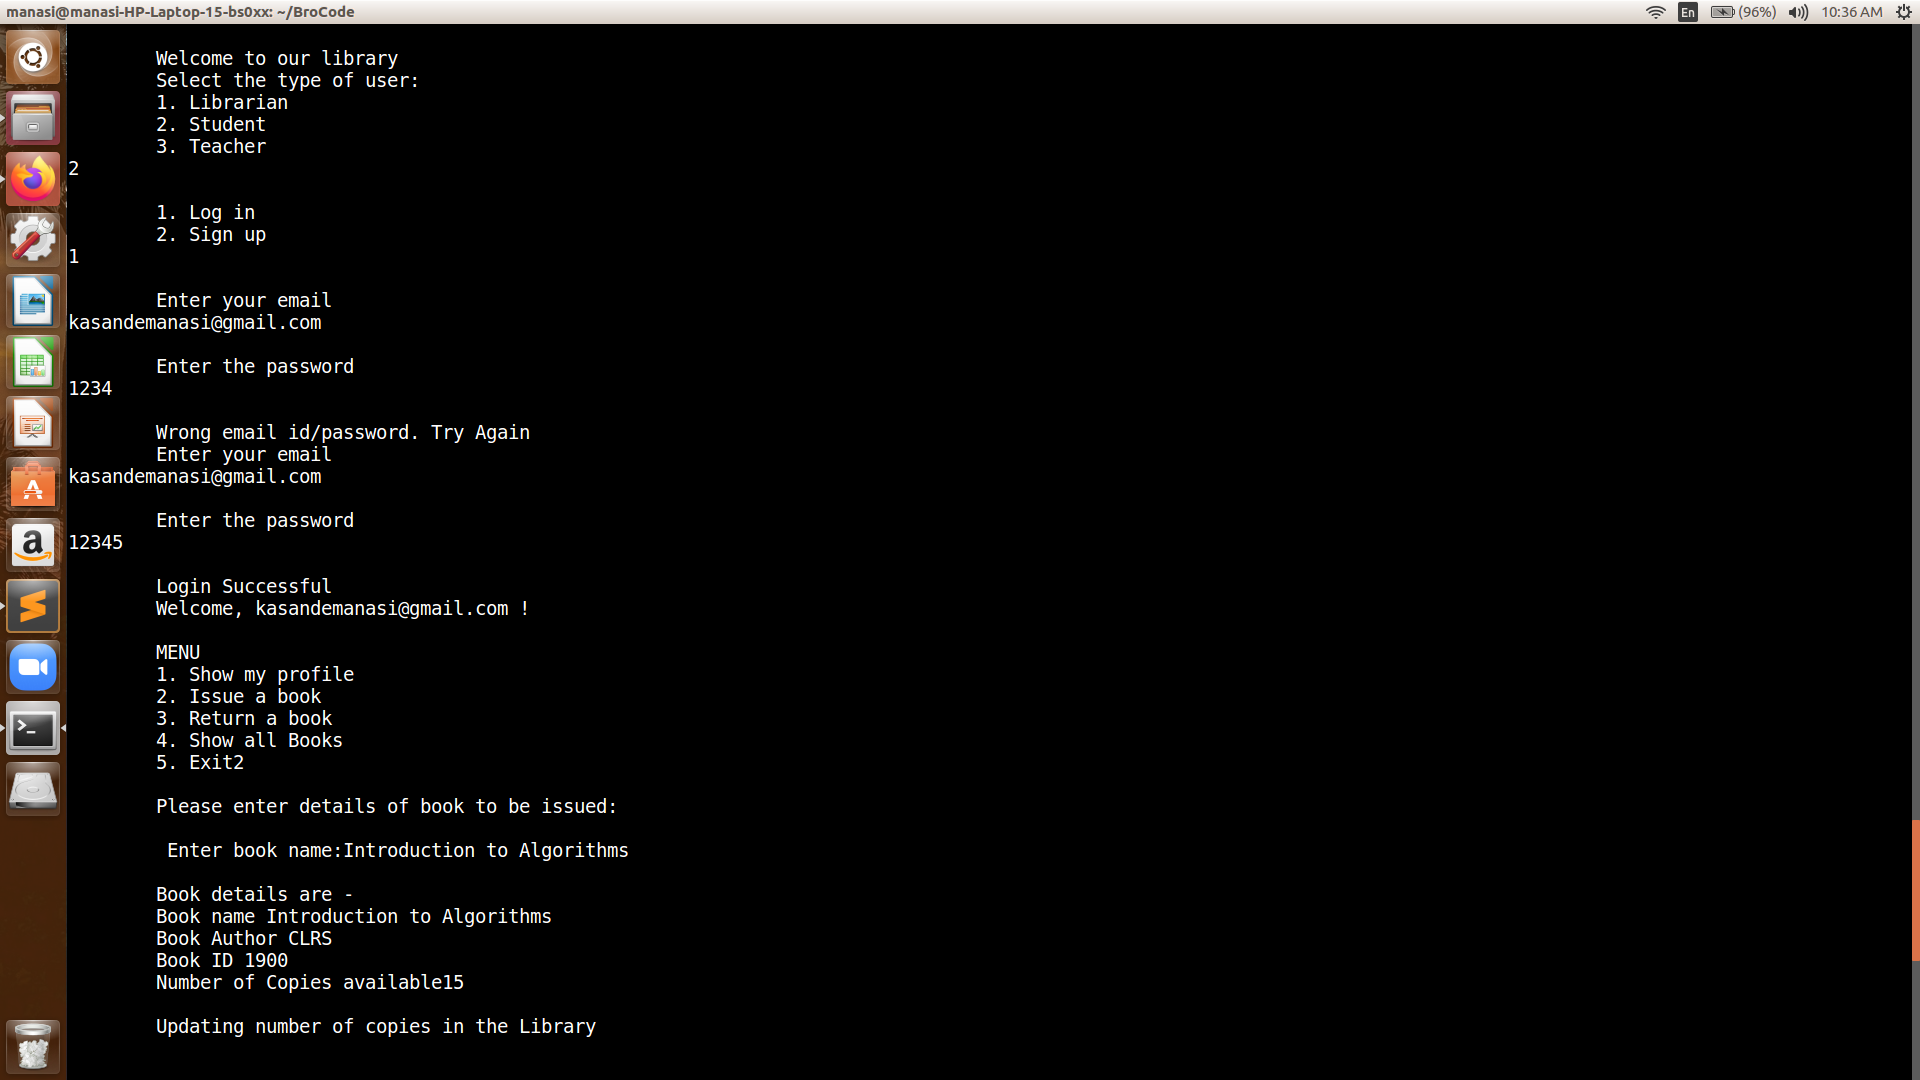 manasi@manasi-HP-Laptop-15-bs0xx: ~/BroCode
En
(96%)
10:36 AM
Welcome to our library
Select the type of user:
1. Librarian
2. Student
3. Teacher
2
1. Log in
2. Sign up
1
Enter your email
kasandemanasi@gmail.com
Enter the password
1234
Wrong email id/password. Try Again
Enter your email
kasandemanasi@gmail.com
Enter the password
12345
Login Successful
Welcome, kasandemanasi@gmail.com !
MENU
1. Show my profile
2. Issue a book
3. Return a book
4. Show all Books
5. Exit2
Please enter details of book to be issued:
Enter book name:Introduction to Algorithms
Book details are -
Book name Introduction to Algorithms
Book Author CLRS
Book ID 1900
Number of Copies available15
Updating number of copies in the Library